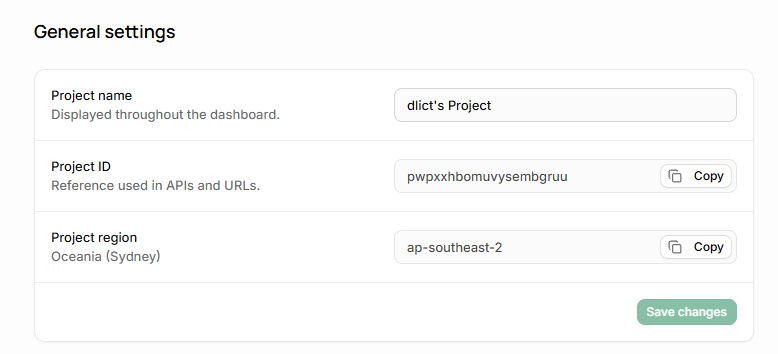 General settings
Project name
Displayed throughout the dashboard.
dlict's Project
Project ID
Reference used in APIs and URLs.
pwpxxhbomuvysembgruu
Copy
Project region
Oceania (Sydney)
ap-southeast-2
Copy
Save changes